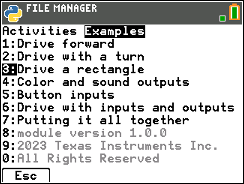 FILE MANAGER
Activities Examples
1:Drive forward
2:Drive with a turn
3:Drive a rectangle
4:Color and sound outputs
5:Button inputs
6:Drive with inputs and outputs
7:Putting it all together
8:module version 1.0.0
9:2023 Texas Instruments Inc.
0:All Rights Reserved
Esc